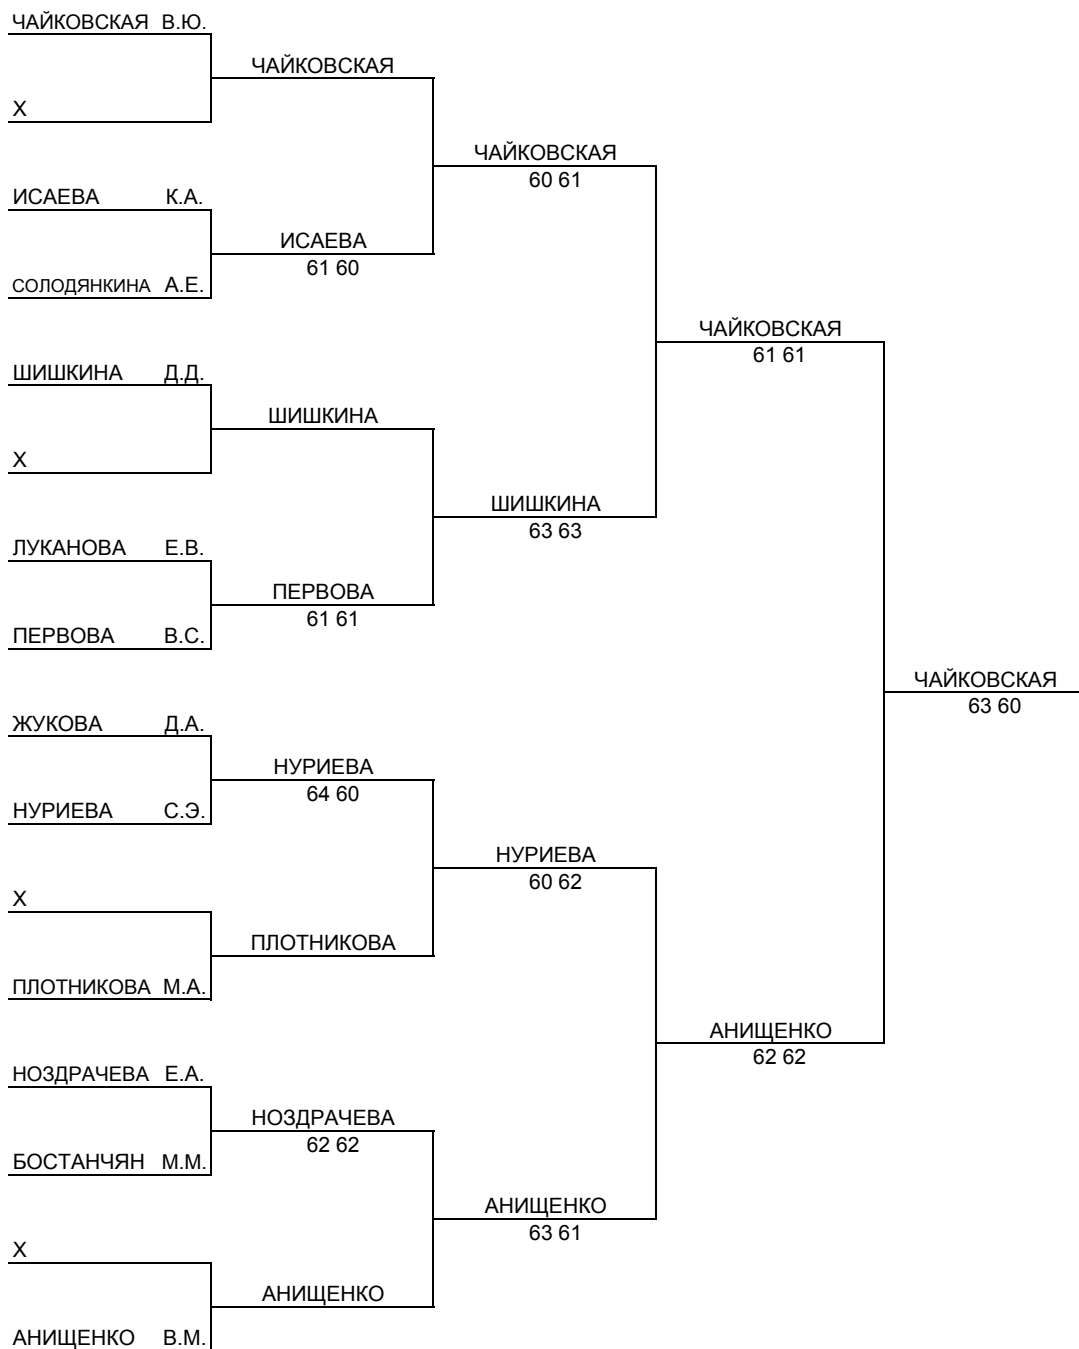 ЧАЙКОВСКАЯ В.Ю.
ЧАЙКОВСКАЯ
X
ЧАЙКОВСКАЯ
60 61
ИСАЕВА К.А.
ИСАЕВА
61 60
СОЛОДЯНКИНА А.Е.
ЧАЙКОВСКАЯ
61 61
ШИШКИНА Д.Д.
ШИШКИНА
X
ШИШКИНА
63 63
ЛУКАНОВА Е.В.
ПЕРВОВА
61 61
ПЕРВОВА В.С.
ЧАЙКОВСКАЯ
63 60
ЖУКОВА Д.А.
НУРИЕВА
64 60
НУРИЕВА С.Э.
НУРИЕВА
60 62
X
ПЛОТНИКОВА
ПЛОТНИКОВА М.А.
АНИЩЕНКО
62 62
НОЗДРАЧЕВА Е.А.
НОЗДРАЧЕВА
62 62
БОСТАНЧЯН М.М.
АНИЩЕНКО
63 61
X
АНИЩЕНКО
АНИЩЕНКО В.М.